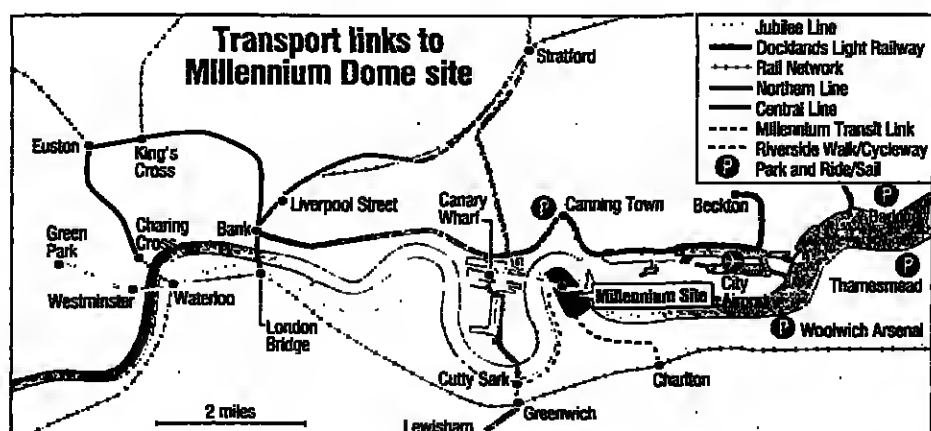 Transport links to
Millennium Dome site
Jubilee Line
Docklands Light Railway
Rail Network
Northern Line
Central Line
Millennium Transit Link
Riverside Walk/Cycleway
P Park and Ride/Sail
Stratford
Euston
King's
Cross
Liverpool Street
Canary
Wharf
P
Canning Town
Beckton
P
Green
Park
Charing
Cross
Bank
Westminster
Waterloo
London
Bridge
City
Airport
Millennium Site
P
Thamesmead
P Woolwich Arsenal
Cutty Sark
Charlton
Greenwich
Lewisham
2 miles